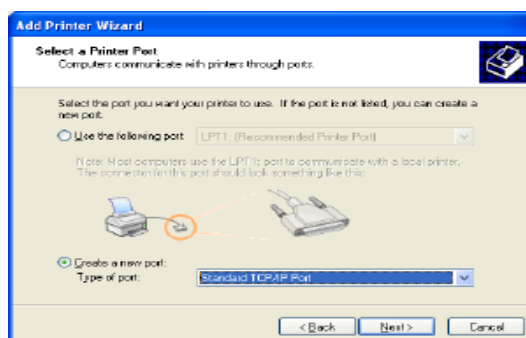 Add Printer Wizard
Select a Printer Port
Computers communicate with printers through ports.
Select the port you want your printer to use. If the port is not listed, you can create a
new port.
Use the following port: LPT1: (Recommended Printer Port)
Note: Most computers use the LPT1: port to communicate with a local printer.
The connector for this port should look something like this:
Create a new port:
Type of port: Standard TCP/IP Port
< Back Next > Cancel